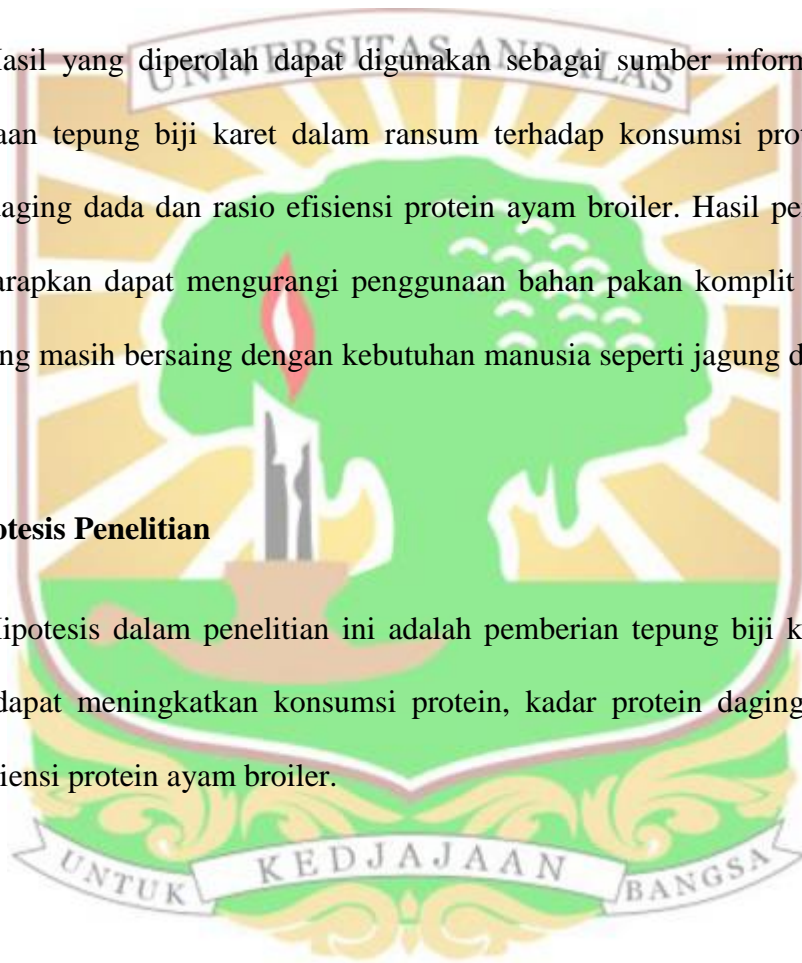 UNIVERSITAS ANDALAS
asil yang diperolah dapat digunakan sebagai sumber inform
aan tepung biji karet dalam ransum terhadap konsumsi prot
daging dada dan rasio efisiensi protein ayam broiler. Hasil pe
arapkan dapat mengurangi penggunaan bahan pakan komplit
ng masih bersaing dengan kebutuhan manusia seperti jagung d
otesis Penelitian
Hipotesis dalam penelitian ini adalah pemberian tepung biji k
dapat meningkatkan konsumsi protein, kadar protein daging
iensi protein ayam broiler.
UNTUK KEDJAJAAN BANGSA